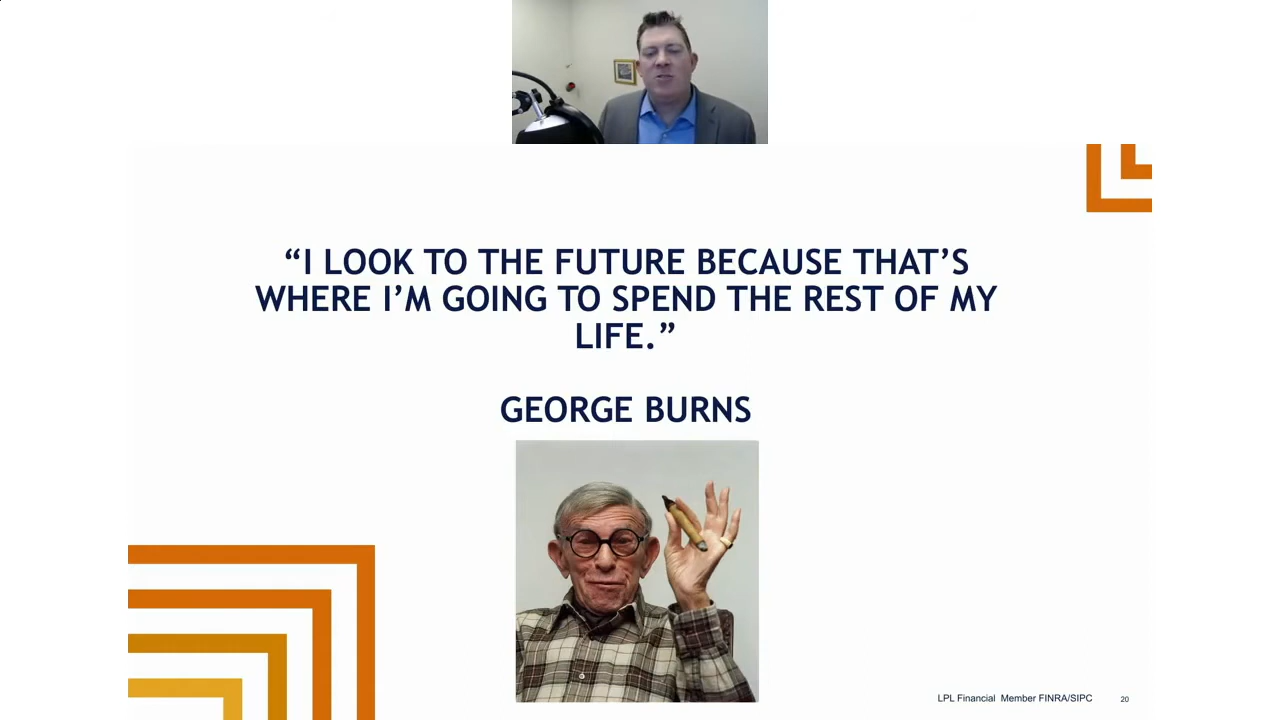 “I LOOK TO THE FUTURE BECAUSE THAT’S
WHERE I’M GOING TO SPEND THE REST OF MY
LIFE.”
GEORGE BURNS
LPL Financial Member FINRA/SIPC
20